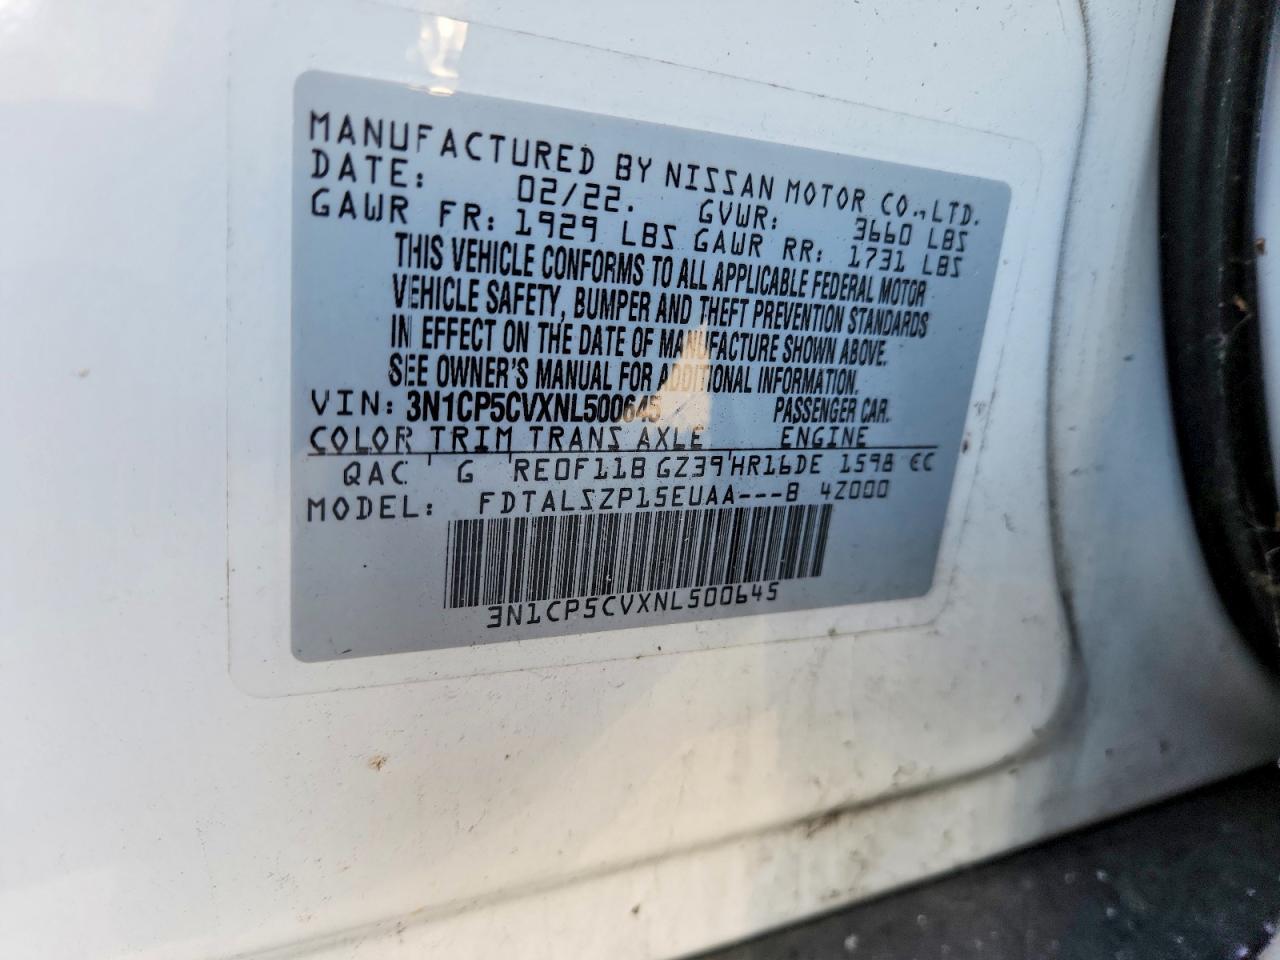 MANUFACTURED BY NISSAN MOTOR CO.,LTD.
DATE: 02/22. GVWR: 3660 LBS
GAWR FR: 1929 LBS GAWR RR: 1731 LBS
THIS VEHICLE CONFORMS TO ALL APPLICABLE FEDERAL MOTOR
VEHICLE SAFETY, BUMPER AND THEFT PREVENTION STANDARDS
IN EFFECT ON THE DATE OF MANUFACTURE SHOWN ABOVE.
SEE OWNER'S MANUAL FOR ADDITIONAL INFORMATION.
VIN: 3N1CP5CVXNL500645 PASSENGER CAR.
COLOR TRIM TRANS AXLE ENGINE
QAC G RE0F11B GZ39 HR16DE 1598 CC
MODEL: FDTALSZP15EUAA---B 4Z000
3N1CP5CVXNL500645